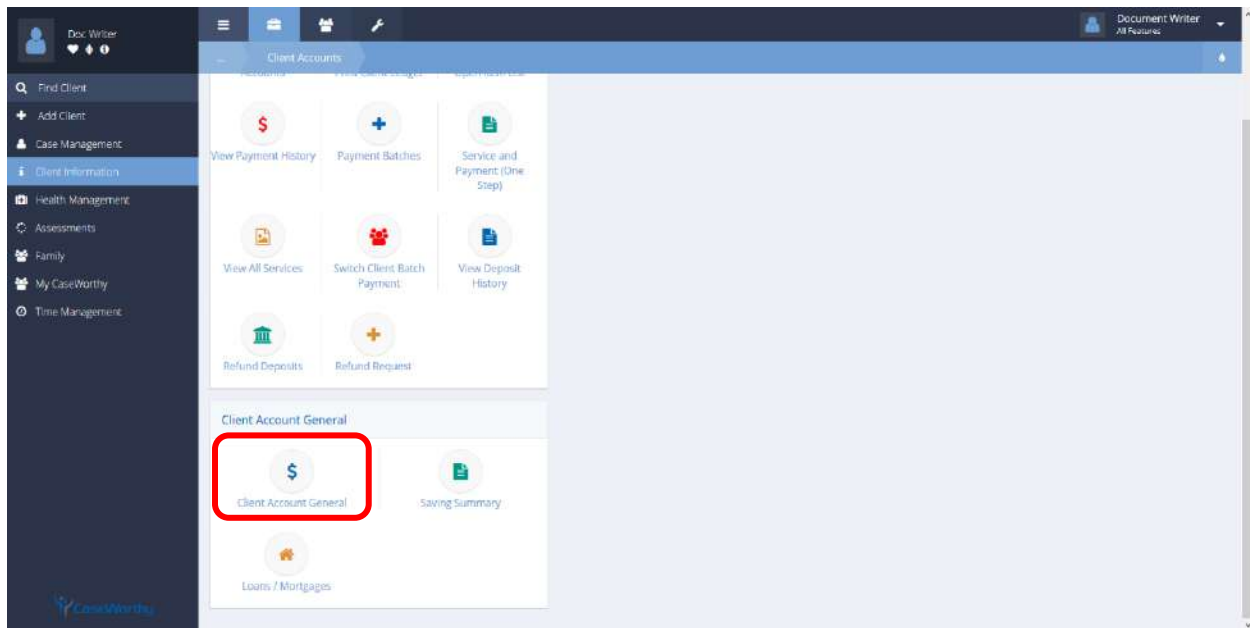 Doc Writer
Document Writer
All Features
... Client Accounts
Find Client
Add Client
Case Management
Client Information
Health Management
Assessments
Family
My CaseWorthy
Time Management
View Payment History
Payment Batches
Service and
Payment (One
Step)
View All Services
Switch Client Batch
Payment
View Deposit
History
Refund Deposits
Refund Request
Client Account General
Client Account General
Saving Summary
Loans / Mortgages
CaseWorthy